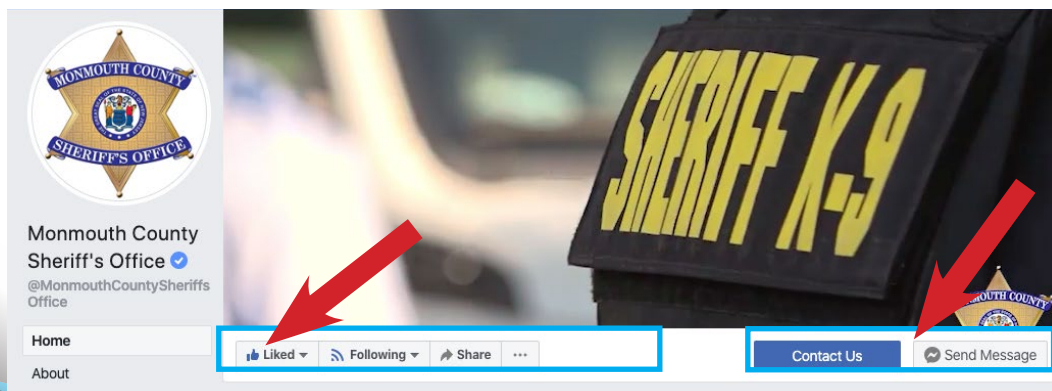 MONMOUTH COUNTY
SHERIFF'S OFFICE
SHERIFF K-9
Monmouth County
Sheriff's Office
@MonmouthCountySheriffs
Office
MOUTH COUNTY
Home
About
Liked
Following
Share
...
Contact Us
Send Message